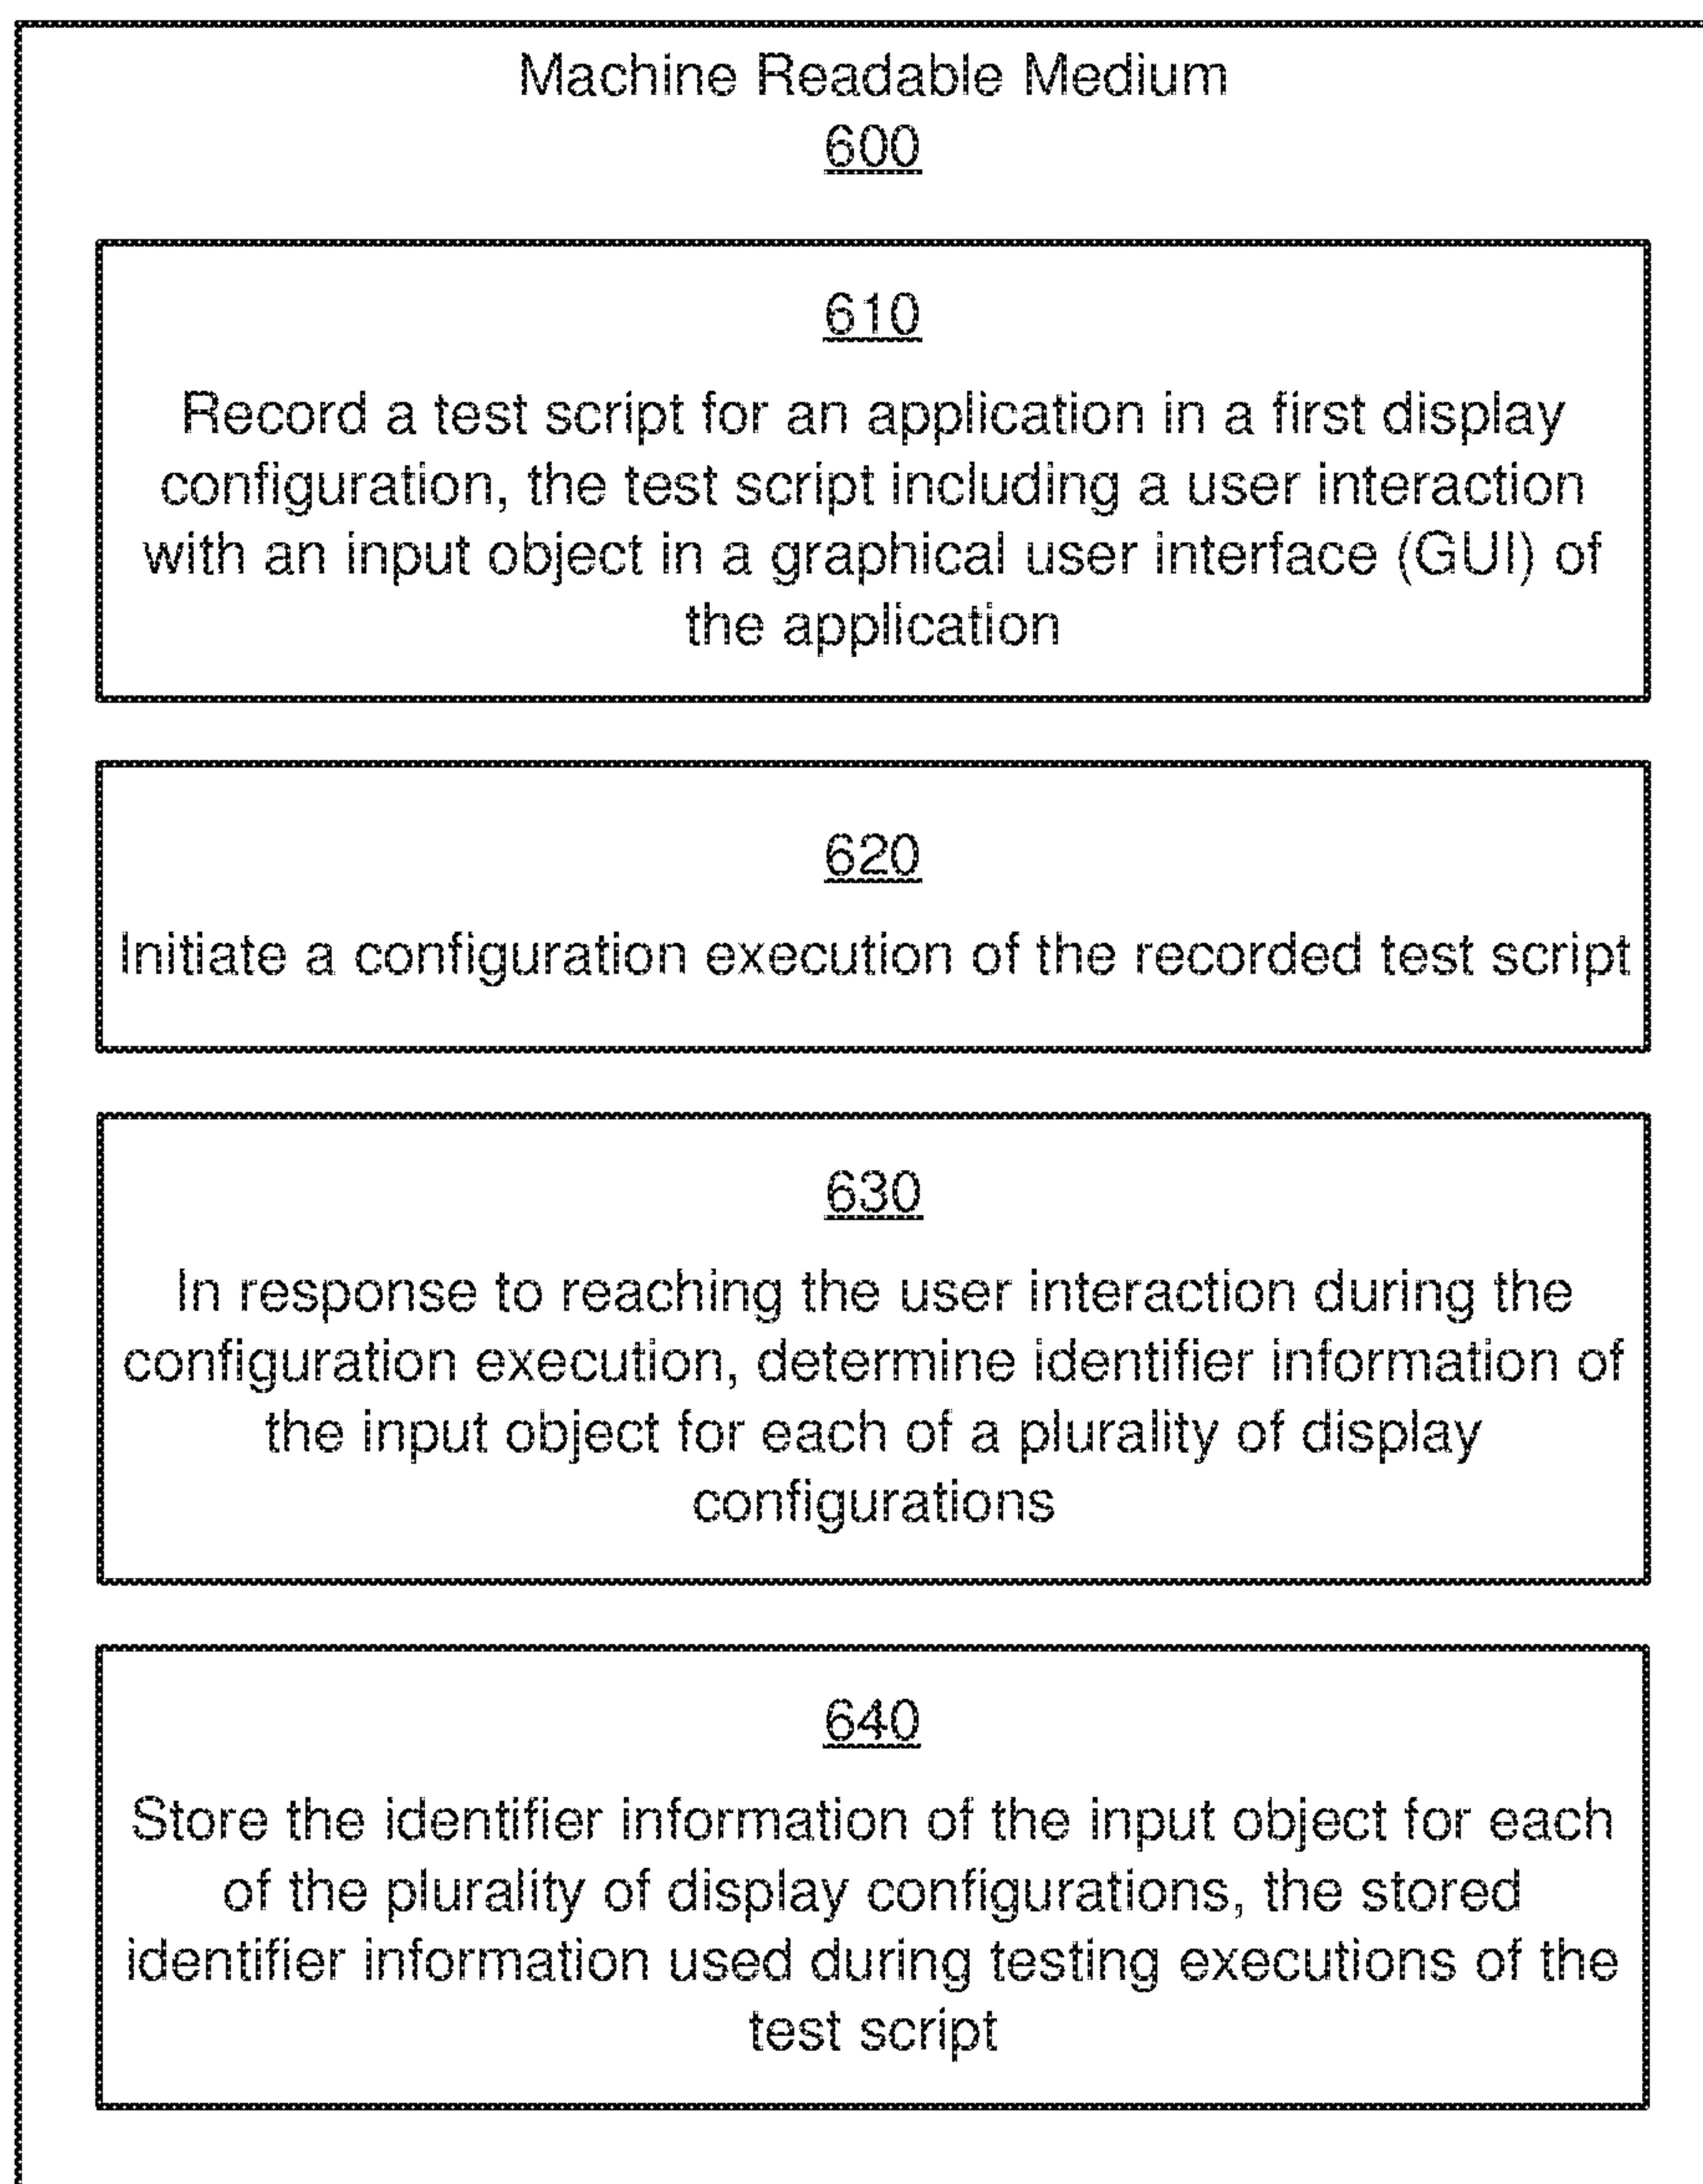 Machine Readable Medium
600
610
Record a test script for an application in a first display
configuration, the test script including a user interaction
with an input object in a graphical user interface (GUI) of
the application
620
Initiate a configuration execution of the recorded test script
630
In response to reaching the user interaction during the
configuration execution, determine identifier information of
the input object for each of a plurality of display
configurations
640
Store the identifier information of the input object for each
of the plurality of display configurations, the stored
identifier information used during testing executions of the
test script